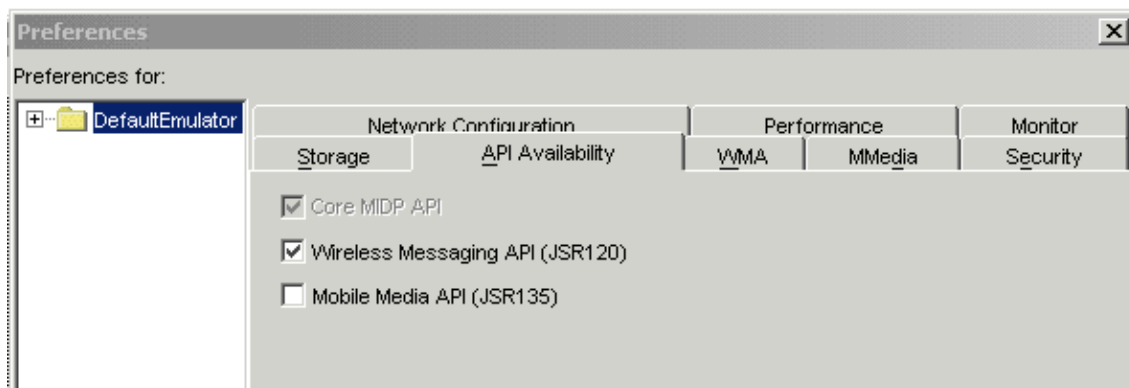 Preferences
Preferences for:
DefaultEmulator
Network Configuration Performance Monitor
Storage API Availability WMA MMedia Security
Core MIDP API
Wireless Messaging API (JSR120)
Mobile Media API (JSR135)